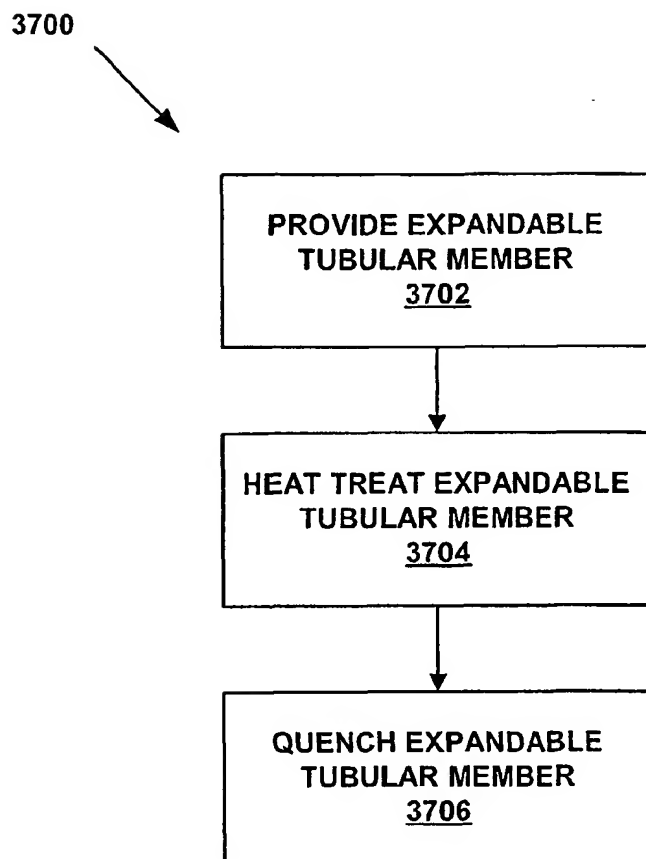 3700
PROVIDE EXPANDABLE
TUBULAR MEMBER
3702
HEAT TREAT EXPANDABLE
TUBULAR MEMBER
3704
QUENCH EXPANDABLE
TUBULAR MEMBER
3706